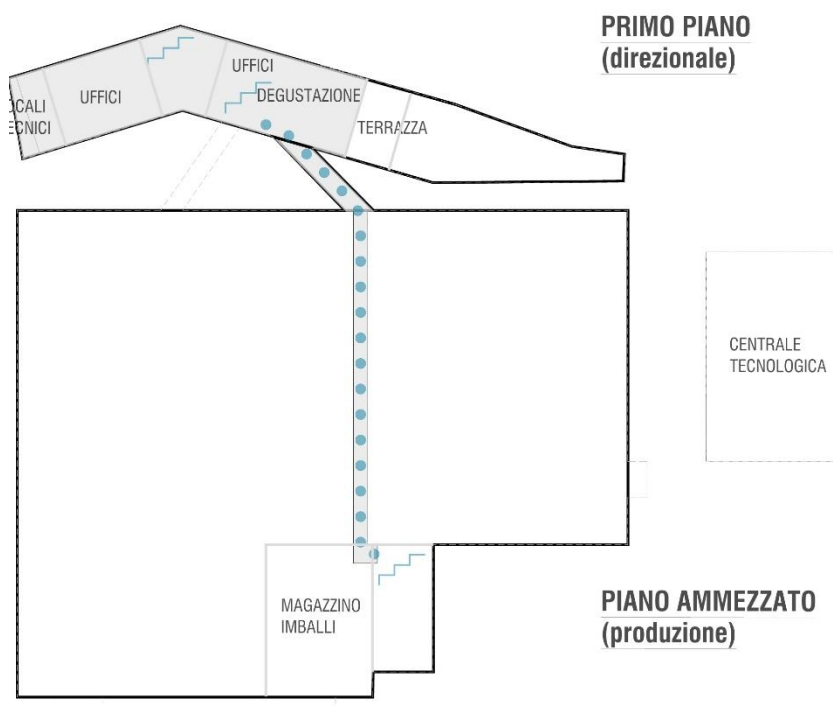 PRIMO PIANO
(direzionale)
UFFICI
UFFICI
DEGUSTAZIONE
TERRAZZA
CENTRALE
TECNOLOGICA
MAGAZZINO
IMBALLI
PIANO AMMEZZATO
(produzione)